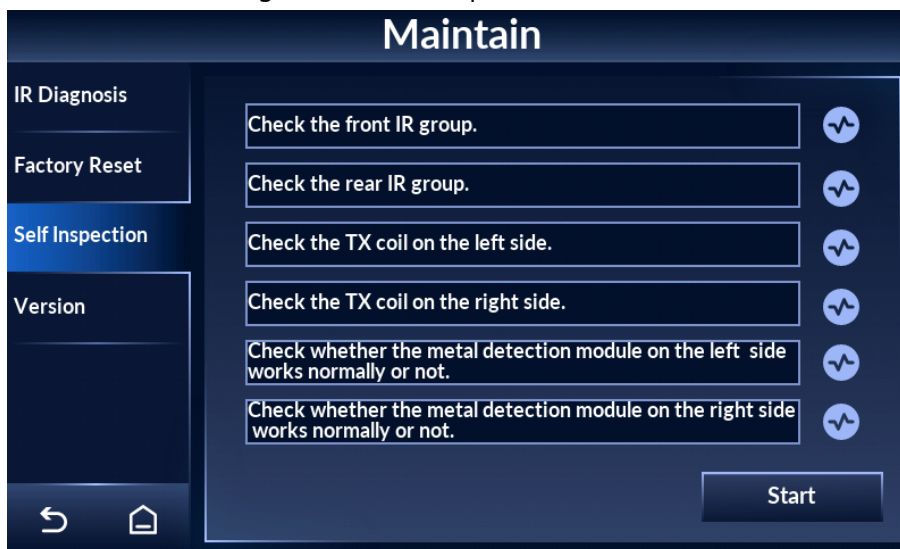 Maintain
IR Diagnosis
Factory Reset
Self Inspection
Version
Check the front IR group.
Check the rear IR group.
Check the TX coil on the left side.
Check the TX coil on the right side.
Check whether the metal detection module on the left  side
works normally or not.
Check whether the metal detection module on the right side
works normally or not.
Start